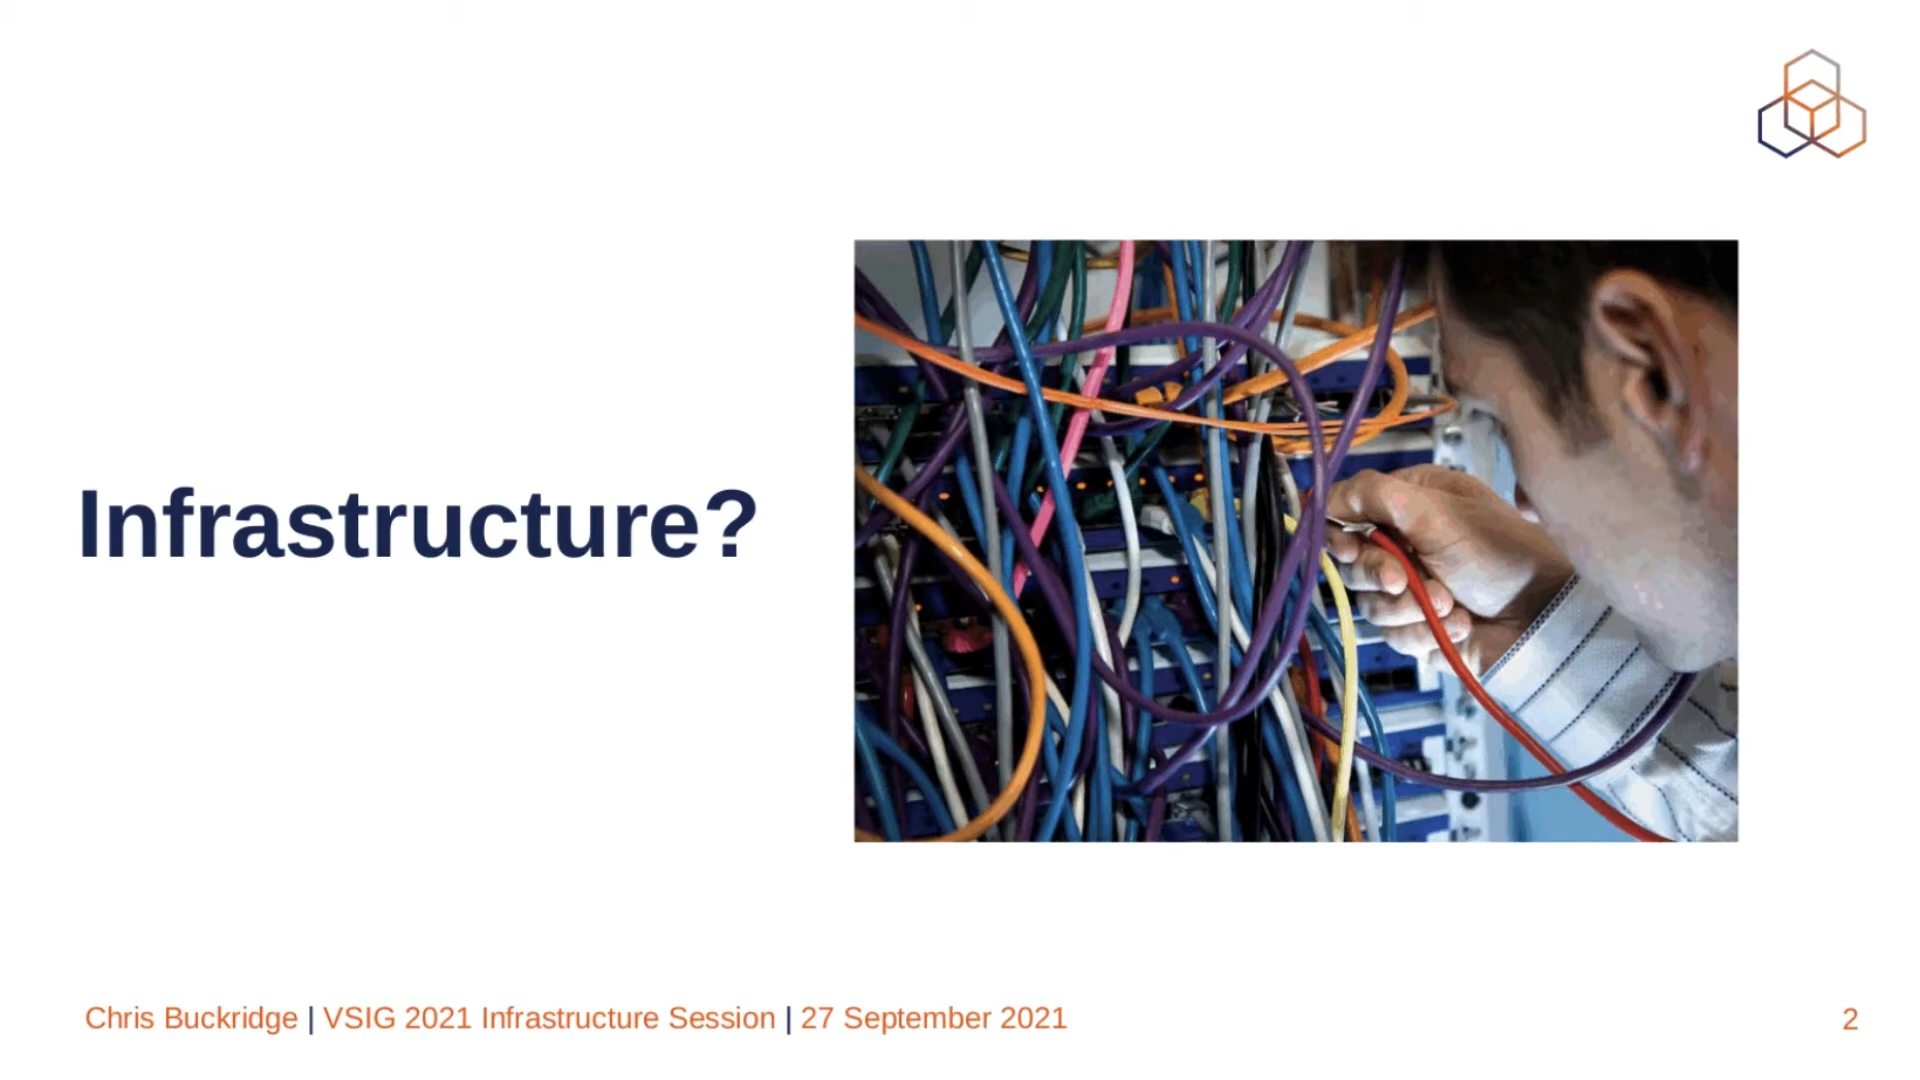 Infrastructure?
Chris Buckridge | VSIG 2021 Infrastructure Session | 27 September 2021
2